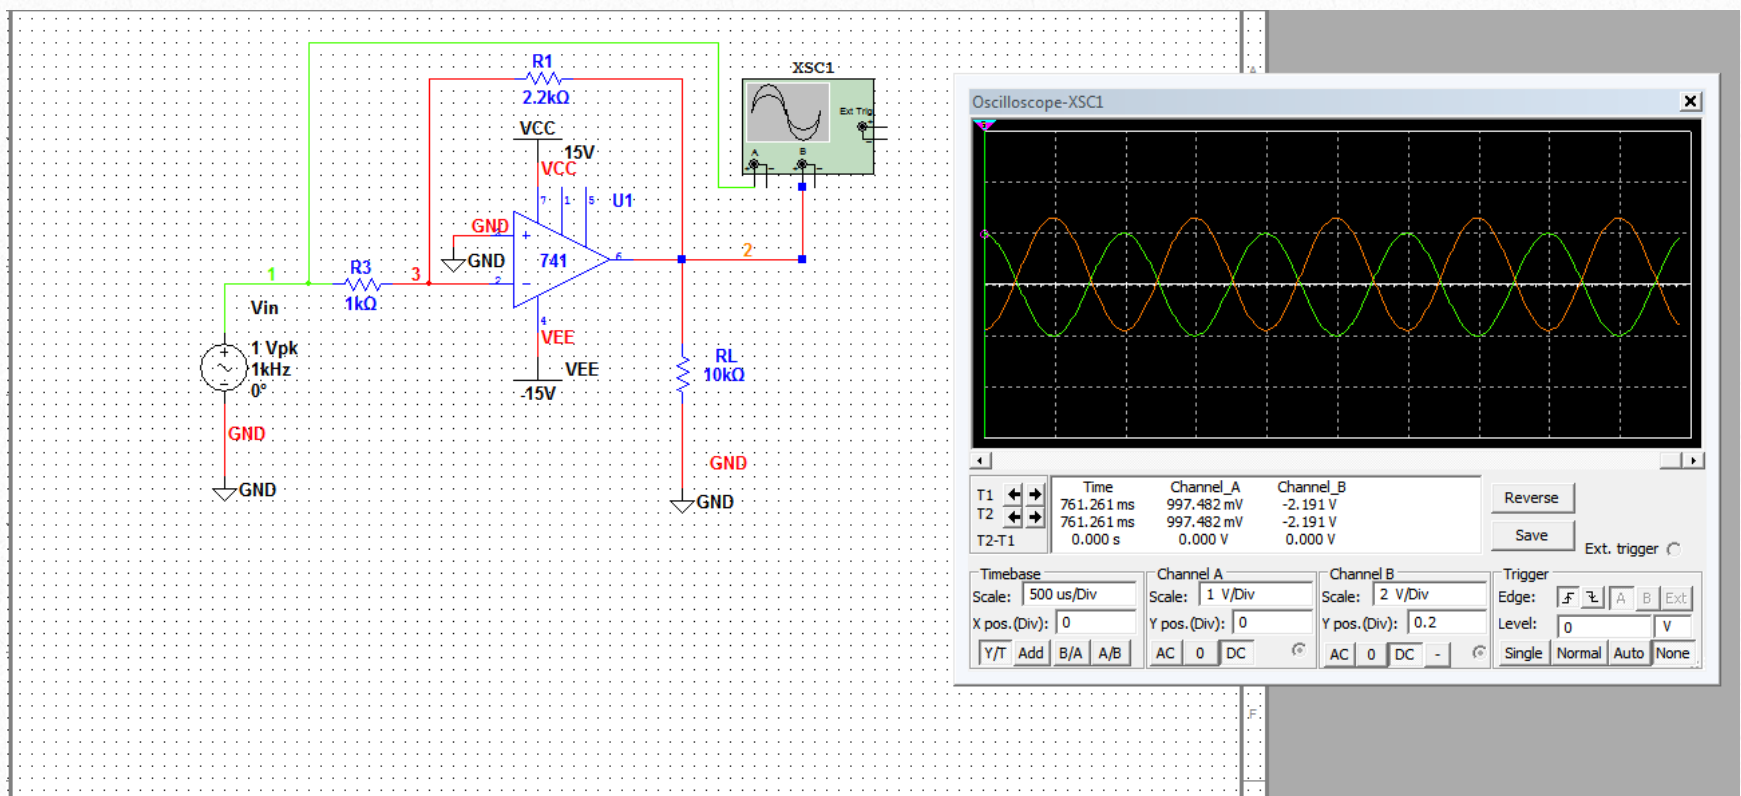 R1
2.2kΩ
VCC
15V
VCC
7
1
5
U1
GND
3
+
GND
741
6
2
1
R3
1kΩ
3
2
−
4
VEE
VEE
-15V
Vin
1 Vpk
1kHz
0°
GND
GND
RL
10kΩ
GND
GND
XSC1
Ext Trig
A
B
Oscilloscope-XSC1
Time Channel_A Channel_B
T1 761.261 ms 997.482 mV -2.191 V
T2 761.261 ms 997.482 mV -2.191 V
T2-T1 0.000 s 0.000 V 0.000 V
Reverse
Save
Ext. trigger
Timebase
Scale: 500 us/Div
X pos.(Div): 0
Y/T Add B/A A/B
Channel A
Scale: 1 V/Div
Y pos.(Div): 0
AC 0 DC
Channel B
Scale: 2 V/Div
Y pos.(Div): 0.2
AC 0 DC -
Trigger
Edge: A B Ext
Level: 0 V
Single Normal Auto None
F